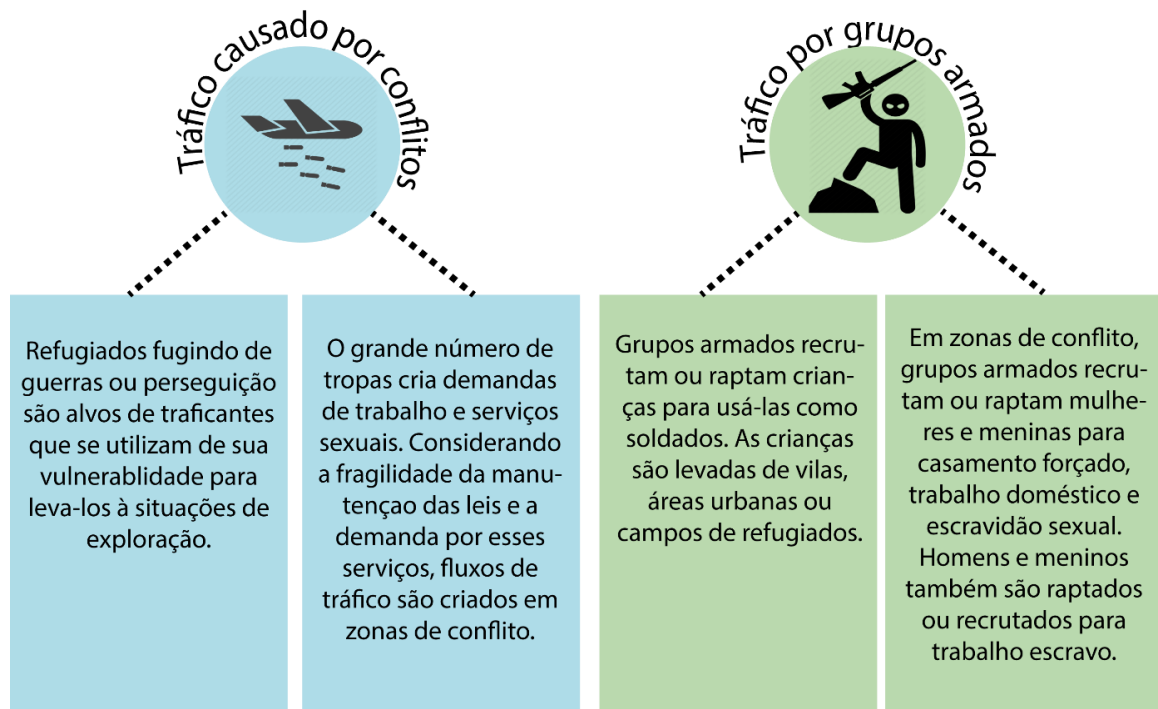 Tráfico causado por conflitos
Tráfico por grupos armados
Refugiados fugindo de
guerras ou perseguição
são alvos de traficantes
que se utilizam de sua
vulnerablidade para
leva-los à situações de
exploração.
O grande número de
tropas cria demandas
de trabalho e serviços
sexuais. Considerando
a fragilidade da manu-
tençao das leis e a
demanda por esses
serviços, fluxos de
tráfico são criados em
zonas de conflito.
Grupos armados recru-
tam ou raptam crian-
ças para usá-las como
soldados. As crianças
são levadas de vilas,
áreas urbanas ou
campos de refugiados.
Em zonas de conflito,
grupos armados recru-
tam ou raptam mulhe-
res e meninas para
casamento forçado,
trabalho doméstico e
escravidão sexual.
Homens e meninos
também são raptados
ou recrutados para
trabalho escravo.